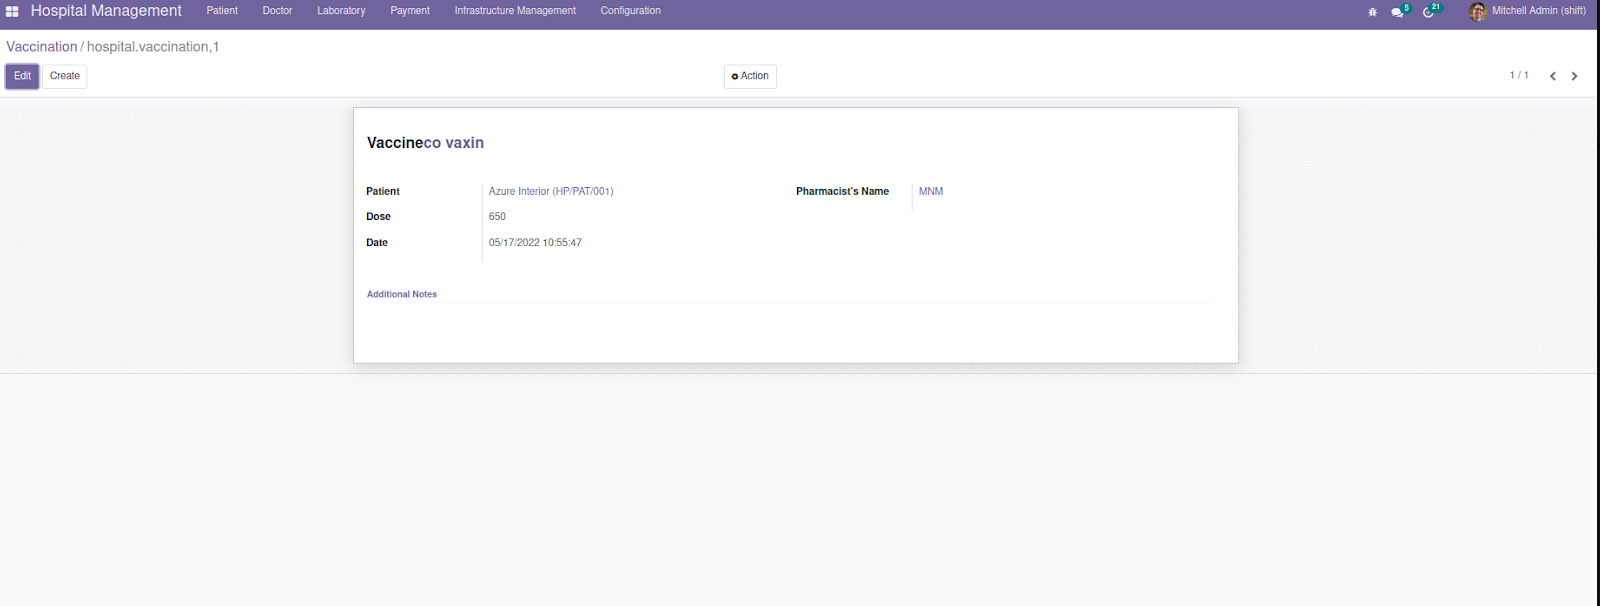 Hospital Management Patient Doctor Laboratory Payment Infrastructure Management Configuration 5 21 Mitchell Admin (shift)
Vaccination / hospital.vaccination,1
Edit Create Action 1 / 1
Vaccineco vaxin
Patient Azure Interior (HP/PAT/001) Pharmacist's Name MNM
Dose 650
Date 05/17/2022 10:55:47
Additional Notes